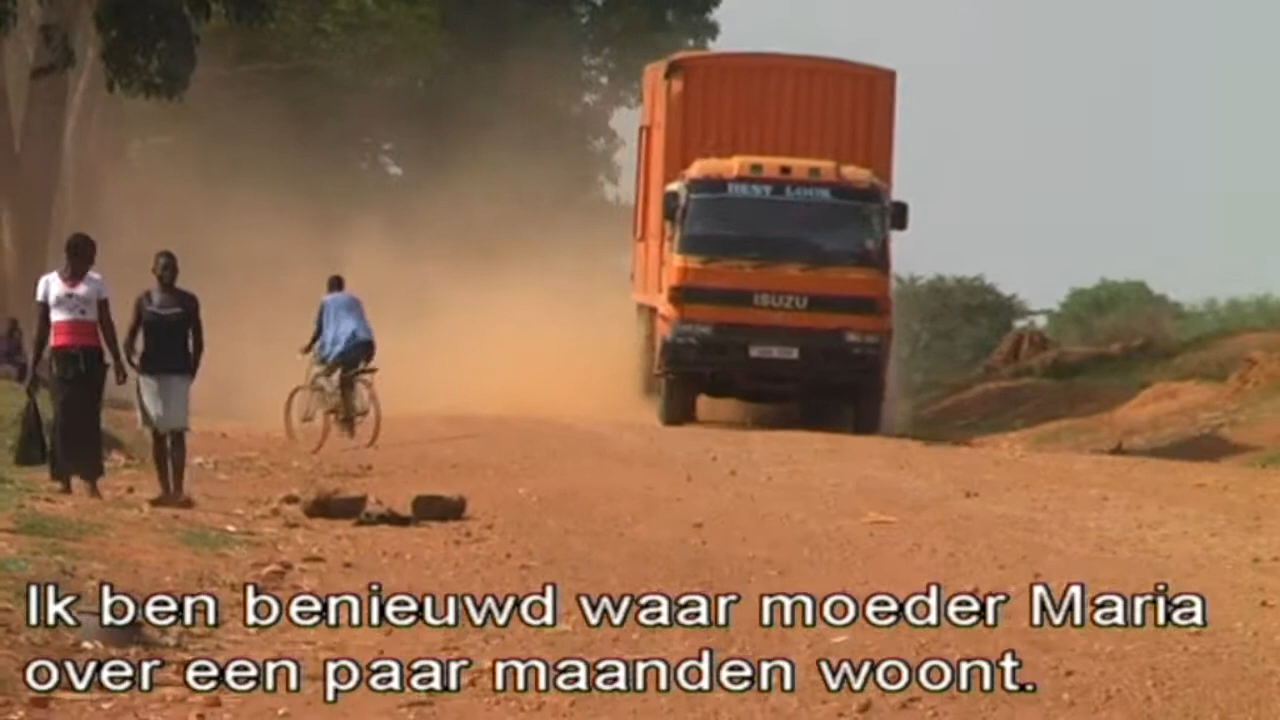 BEST LOOK
ISUZU
Ik ben benieuwd waar moeder Maria
over een paar maanden woont.